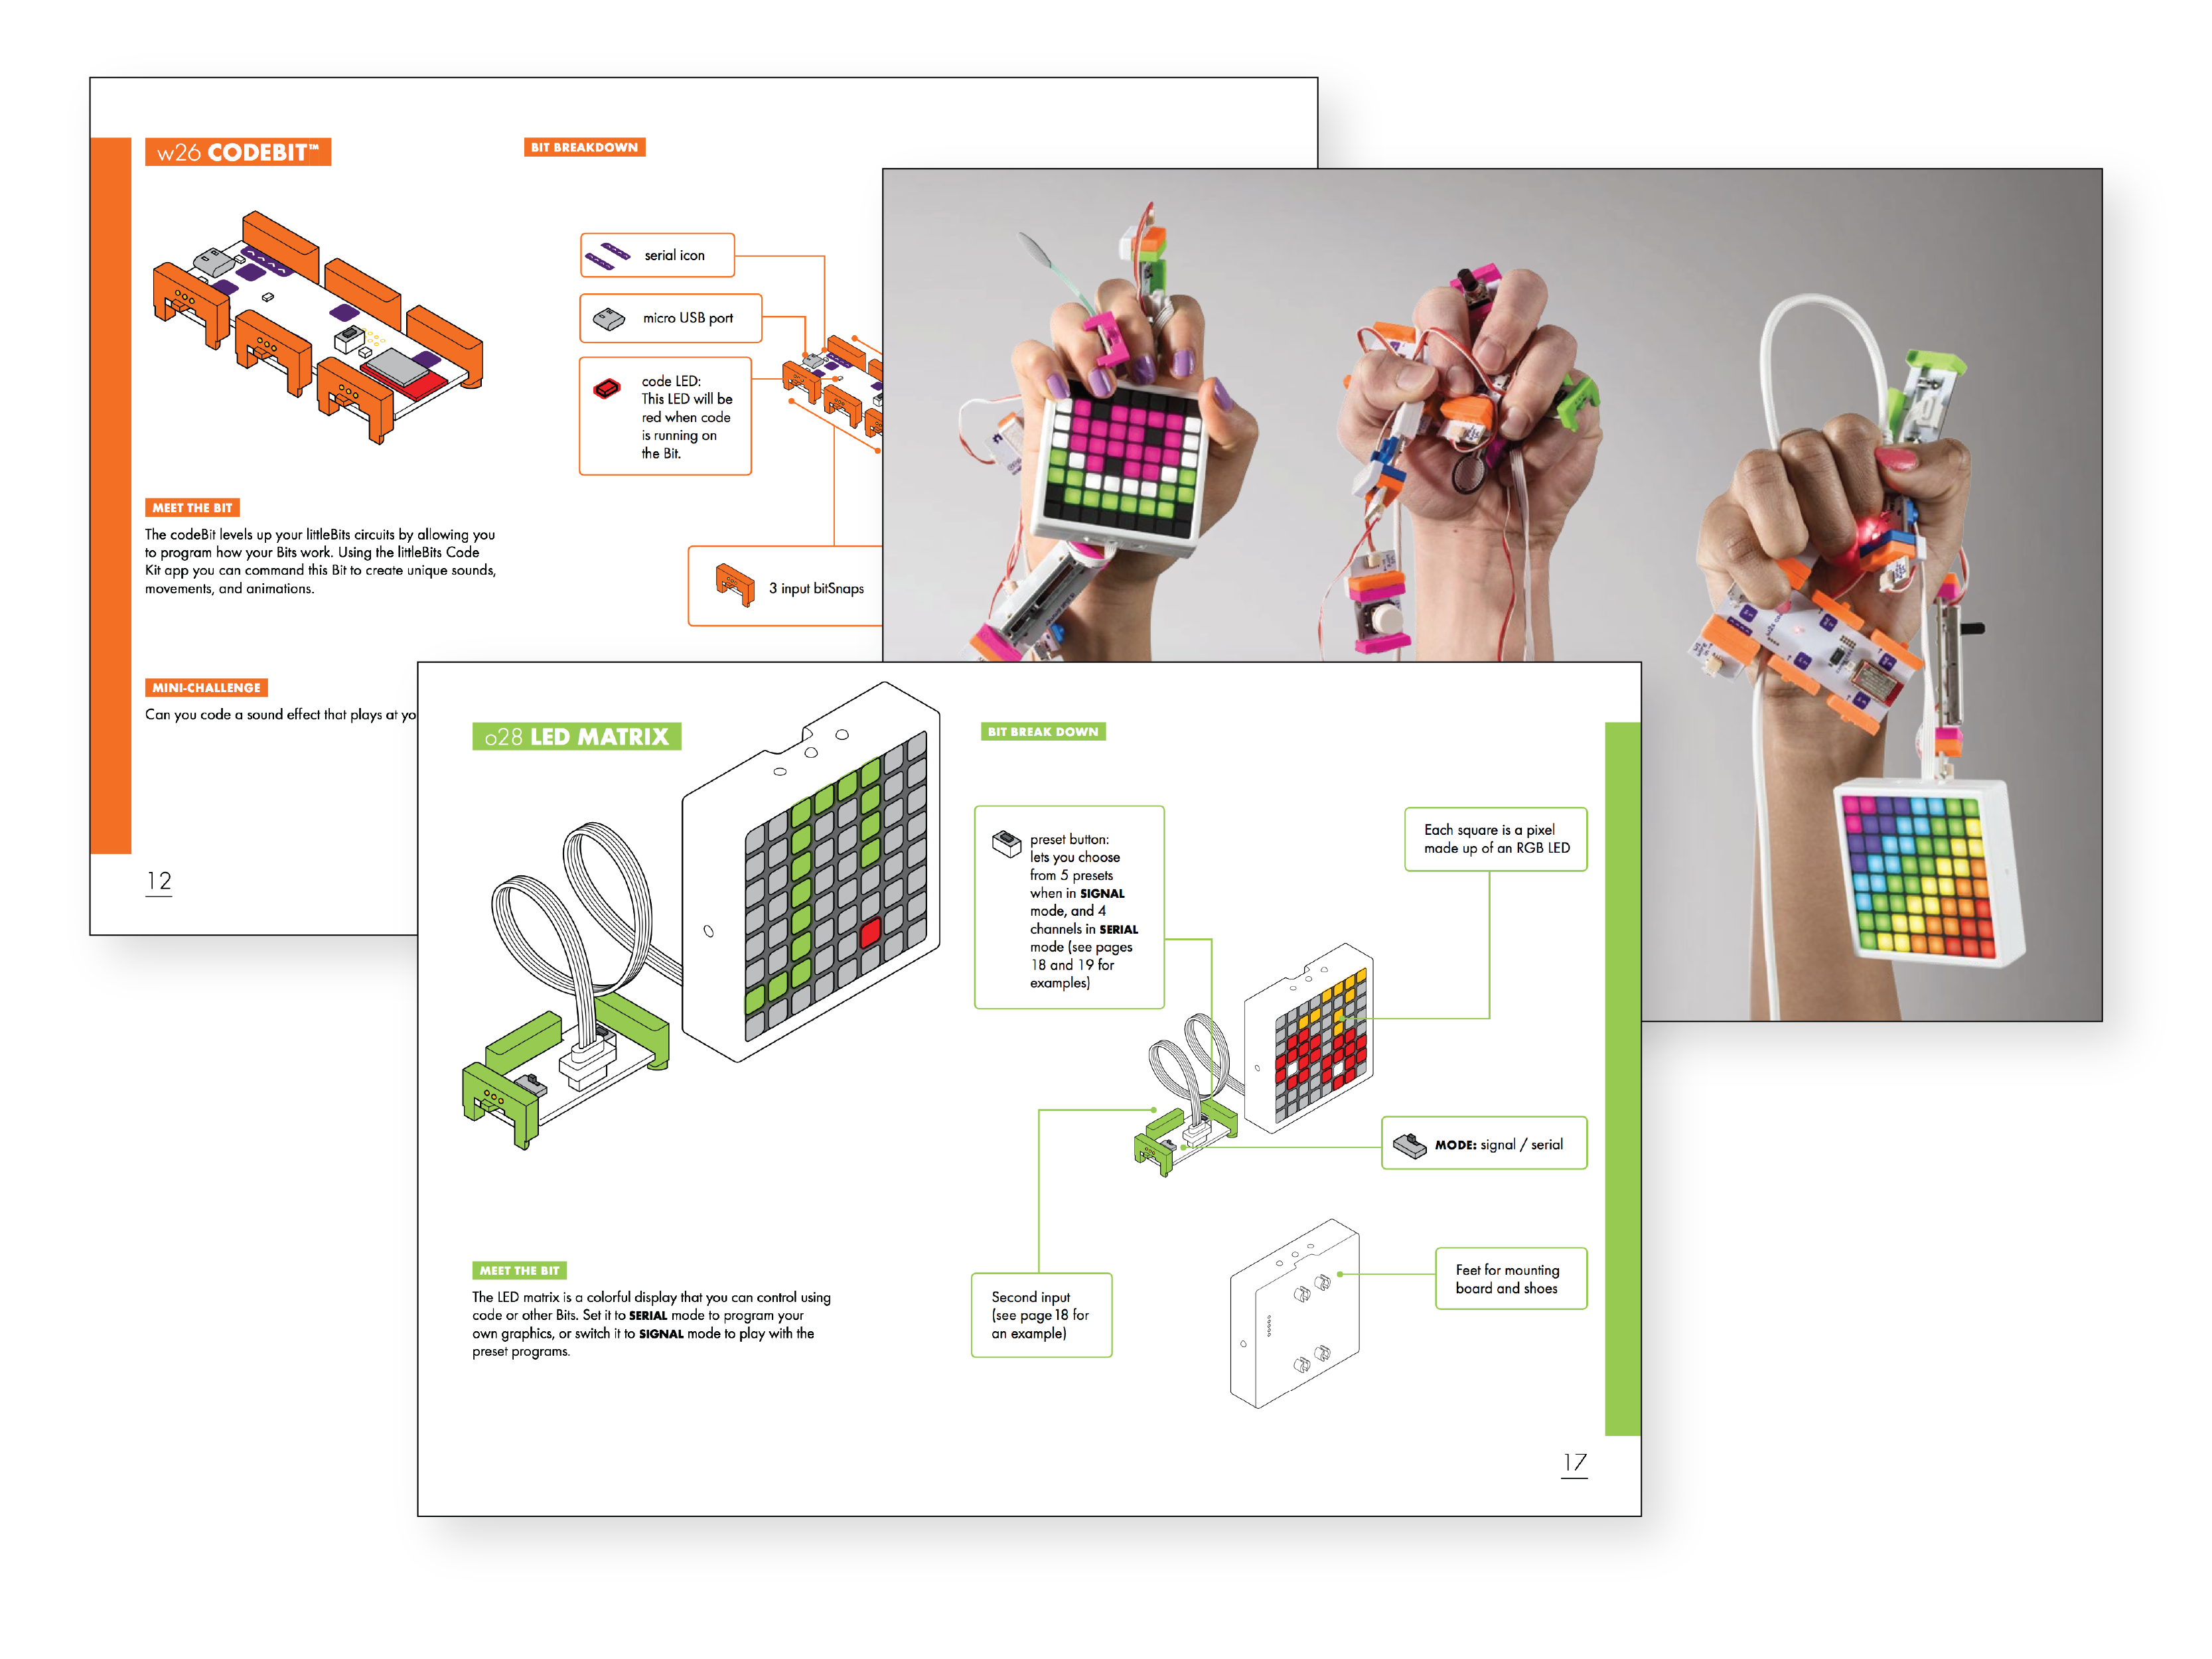 w26 CODEBIT™
BIT BREAKDOWN
serial icon
micro USB port
code LED:
This LED will be
red when code
is running on
the Bit.
3 input bitSnaps
MEET THE BIT
The codeBit levels up your littleBits circuits by allowing you
to program how your Bits work. Using the littleBits Code
Kit app you can command this Bit to create unique sounds,
movements, and animations.
MINI-CHALLENGE
Can you code a sound effect that plays at yo
12
o28 LED MATRIX
BIT BREAK DOWN
preset button:
lets you choose
from 5 presets
when in SIGNAL
mode, and 4
channels in SERIAL
mode (see pages
18 and 19 for
examples)
Each square is a pixel
made up of an RGB LED
MODE: signal / serial
Feet for mounting
board and shoes
Second input
(see page 18 for
an example)
MEET THE BIT
The LED matrix is a colorful display that you can control using
code or other Bits. Set it to SERIAL mode to program your
own graphics, or switch it to SIGNAL mode to play with the
preset programs.
17